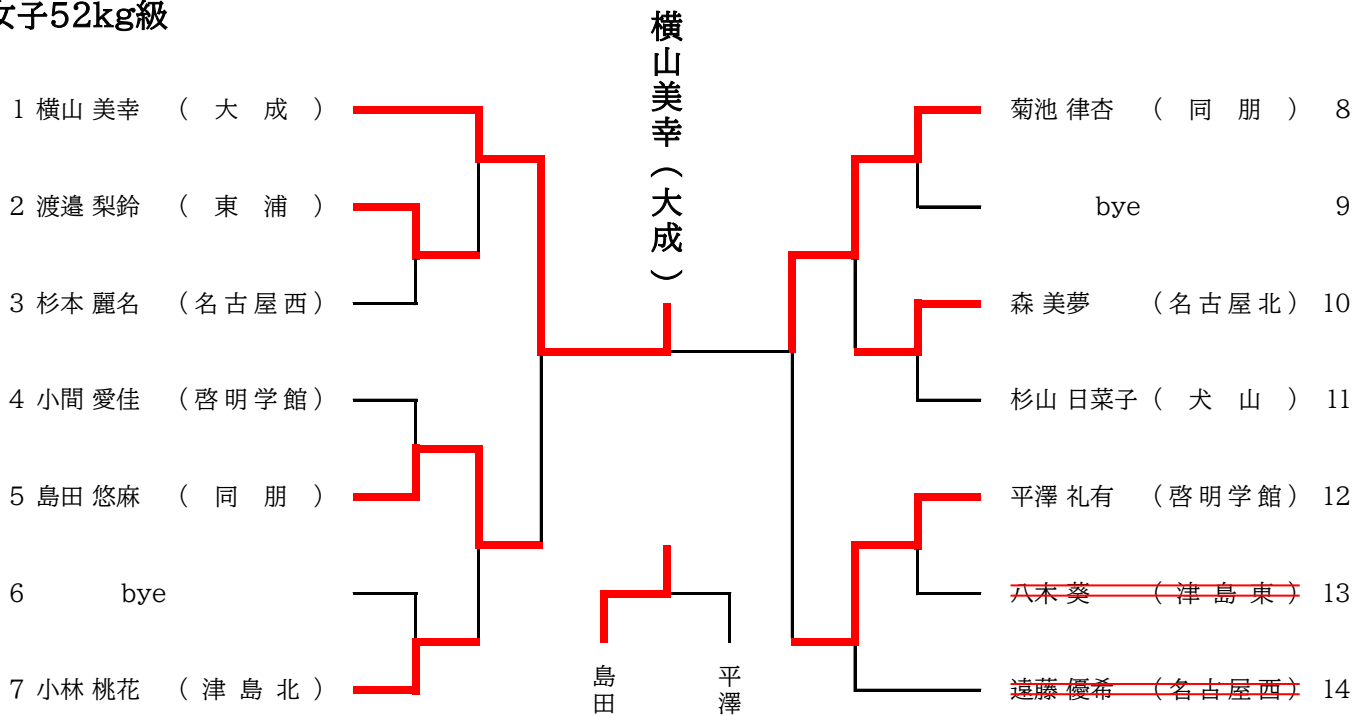 女子52kg級
横山美幸（大成）
1 横山 美幸 （ 大 成 ）
2 渡邉 梨鈴 （ 東 浦 ）
3 杉本 麗名 （名古屋西）
4 小間 愛佳 （啓明学館）
5 島田 悠麻 （ 同 朋 ）
6 bye
7 小林 桃花 （ 津 島 北 ）
菊池 律杏 （ 同 朋 ） 8
bye 9
森 美夢 （名古屋北） 10
杉山 日菜子 （ 犬 山 ） 11
平澤 礼有 （啓明学館） 12
八木 葵 （ 津 島 東 ） 13
遠藤 優希 （名古屋西） 14
島田
平澤